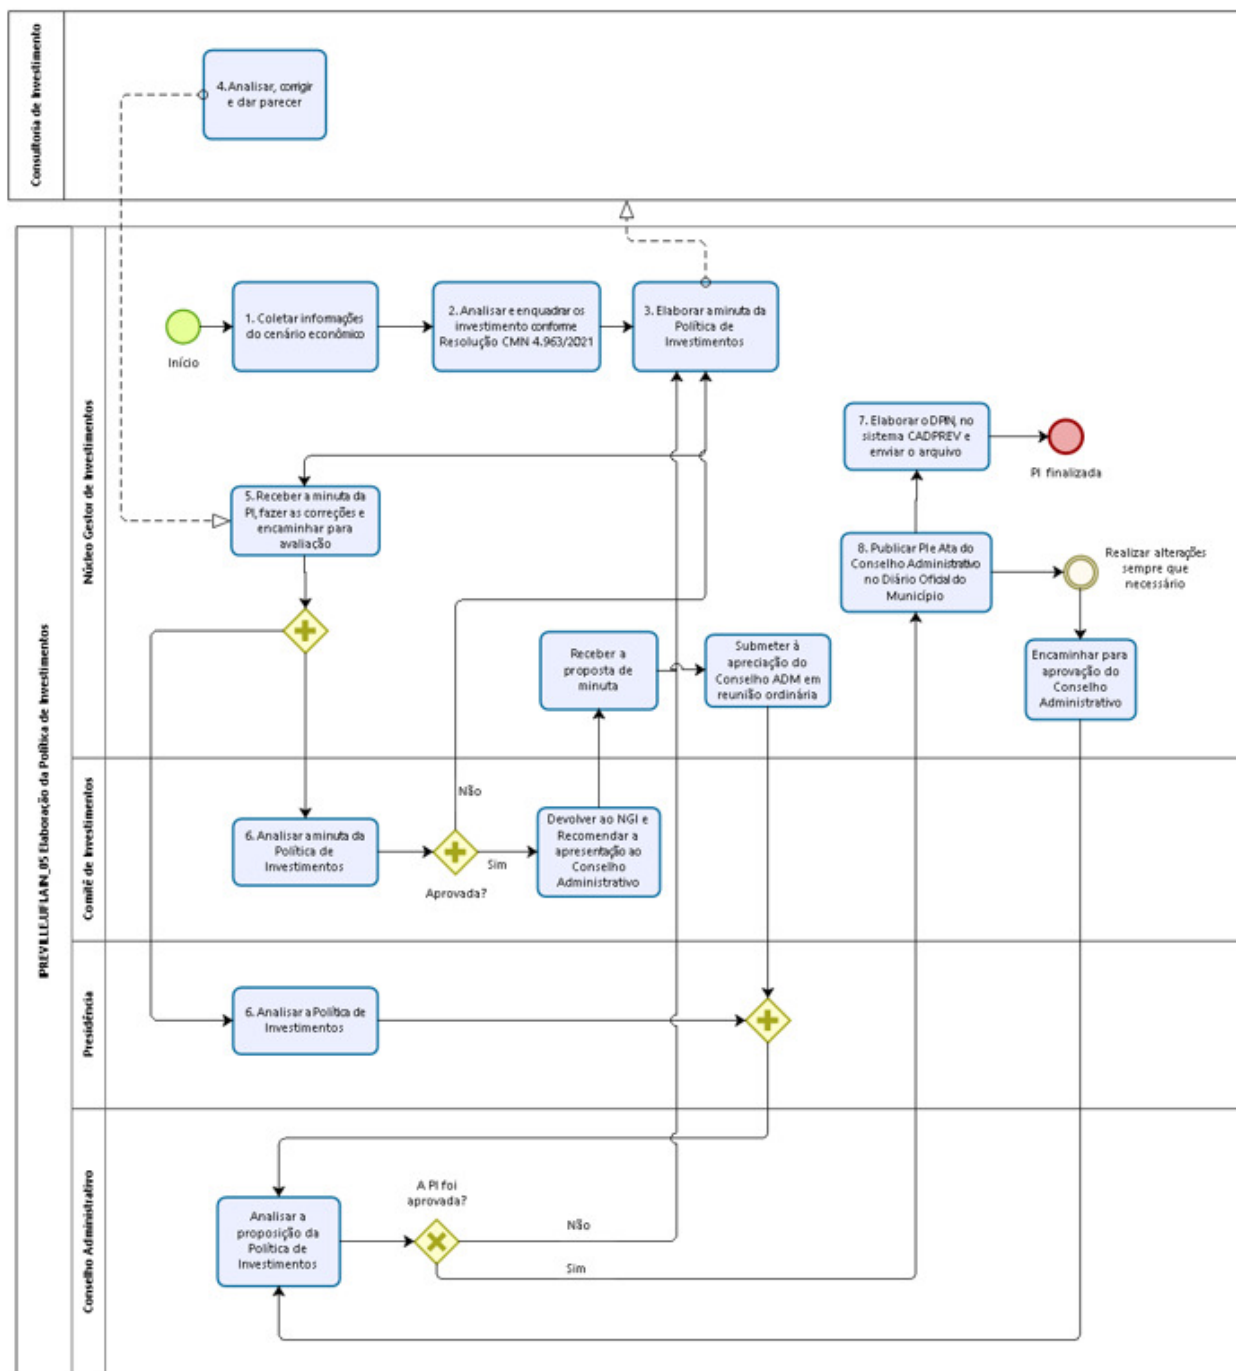 Consultoria de Investimento
4.Analisar, corrigir
e dar parecer
IPREVILLE.UFI.AIN_05 Elaboração da Política de Investimentos
Núcleo Gestor de Investimentos
Início
1. Coletar informações
do cenário econômico
2. Analisar e enquadrar os
investimento conforme
Resolução CMN 4.963/2021
3. Elaborar a minuta da
Política de
Investimentos
7. Elaborar o DPIN, no
sistema CADPREV e
enviar o arquivo
PI finalizada
5. Receber a minuta da
PI, fazer as correções e
encaminhar para
avaliação
8. Publicar PI e Ata do
Conselho Administrativo
no Diário Oficial do
Município
Realizar alterações
sempre que
necessário
Receber a
proposta de
minuta
Submeter à
apreciação do
Conselho ADM em
reunião ordinária
Encaminhar para
aprovação do
Conselho
Administrativo
Comitê de Investimentos
Não
6. Analisar a minuta da
Política de
Investimentos
Aprovada?
Sim
Devolver ao NGI e
Recomendar a
apresentação ao
Conselho
Administrativo
Presidência
6. Analisar a Política de
Investimentos
Conselho Administrativo
Analisar a
proposição da
Política de
Investimentos
A PI foi
aprovada?
Não
Sim